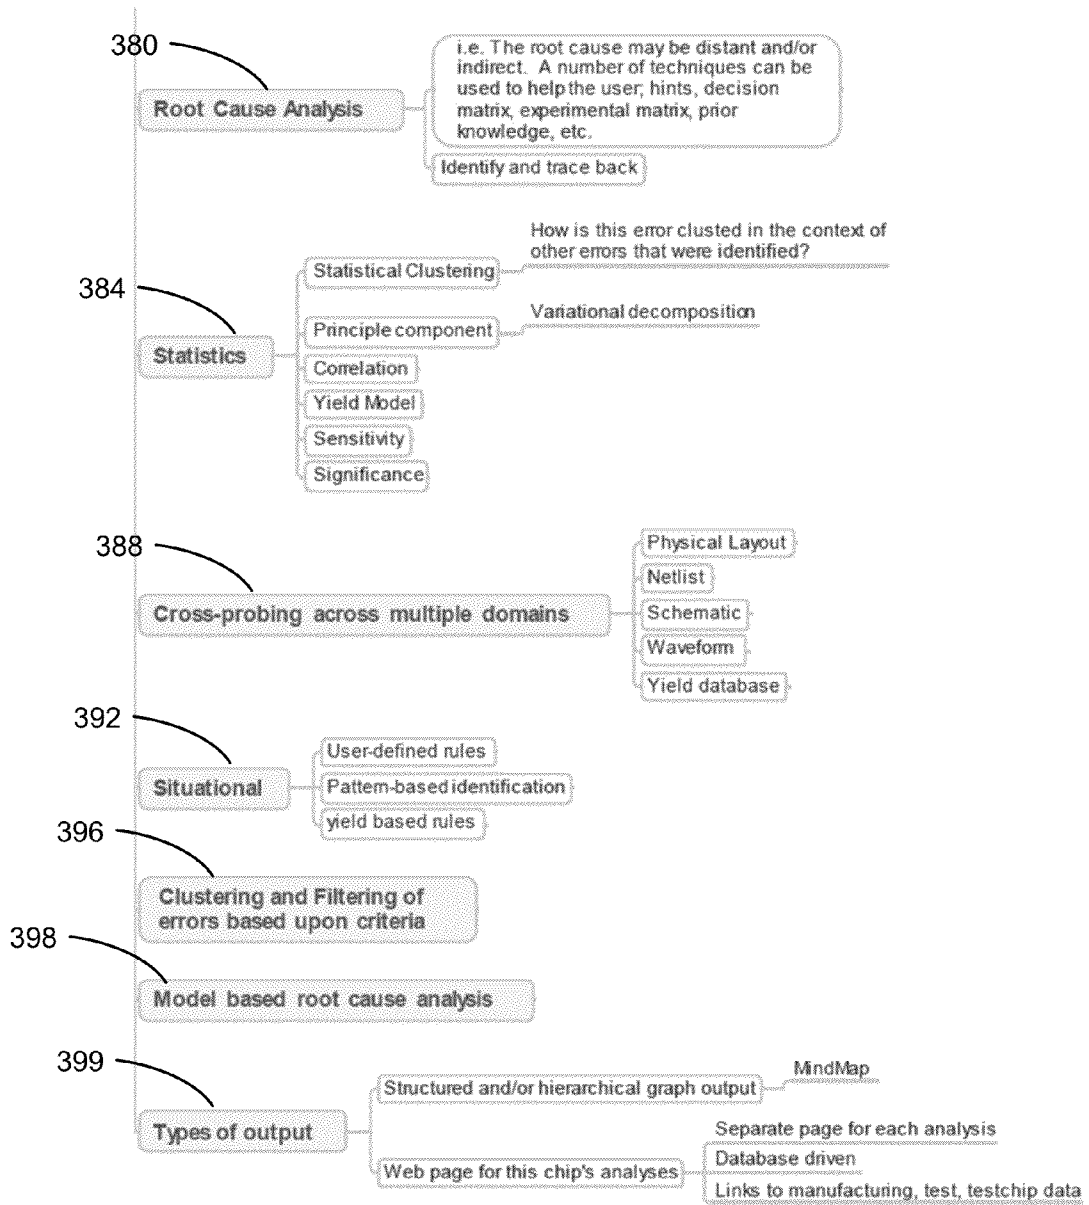 380
i.e. The root cause may be distant and/or
indirect. A number of techniques can be
used to help the user; hints, decision
matrix, experimental matrix, prior
knowledge, etc.
Root Cause Analysis
Identify and trace back
How is this error clusted in the context of
other errors that were identified?
Statistical Clustering
384
Variational decomposition
Principle component
Statistics
Correlation
Yield Model
Sensitivity
Significance
388
Physical Layout
Netlist
Cross-probing across multiple domains
Schematic
Waveform
Yield database
392
User-defined rules
Situational
Pattern-based identification
yield based rules
396
Clustering and Filtering of
errors based upon criteria
398
Model based root cause analysis
399
MindMap
Structured and/or hierarchical graph output
Types of output
Separate page for each analysis
Database driven
Web page for this chip's analyses
Links to manufacturing, test, testchip data